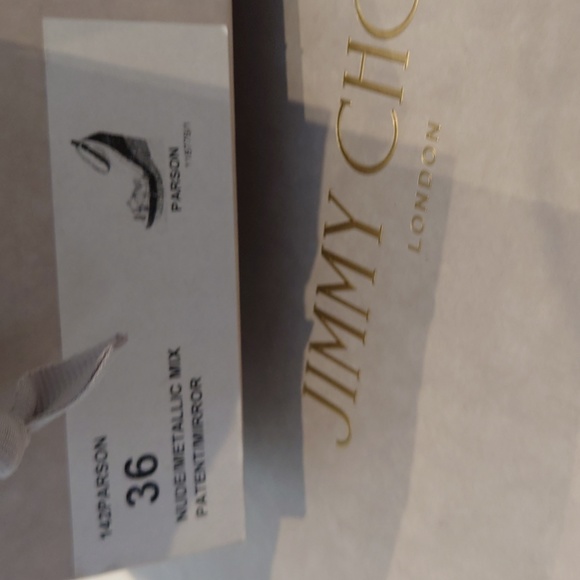 142PARSON
36
NUDE/METALLIC MIX
PATENT/MIRROR
PARSON
JIMMY CHO
LONDON